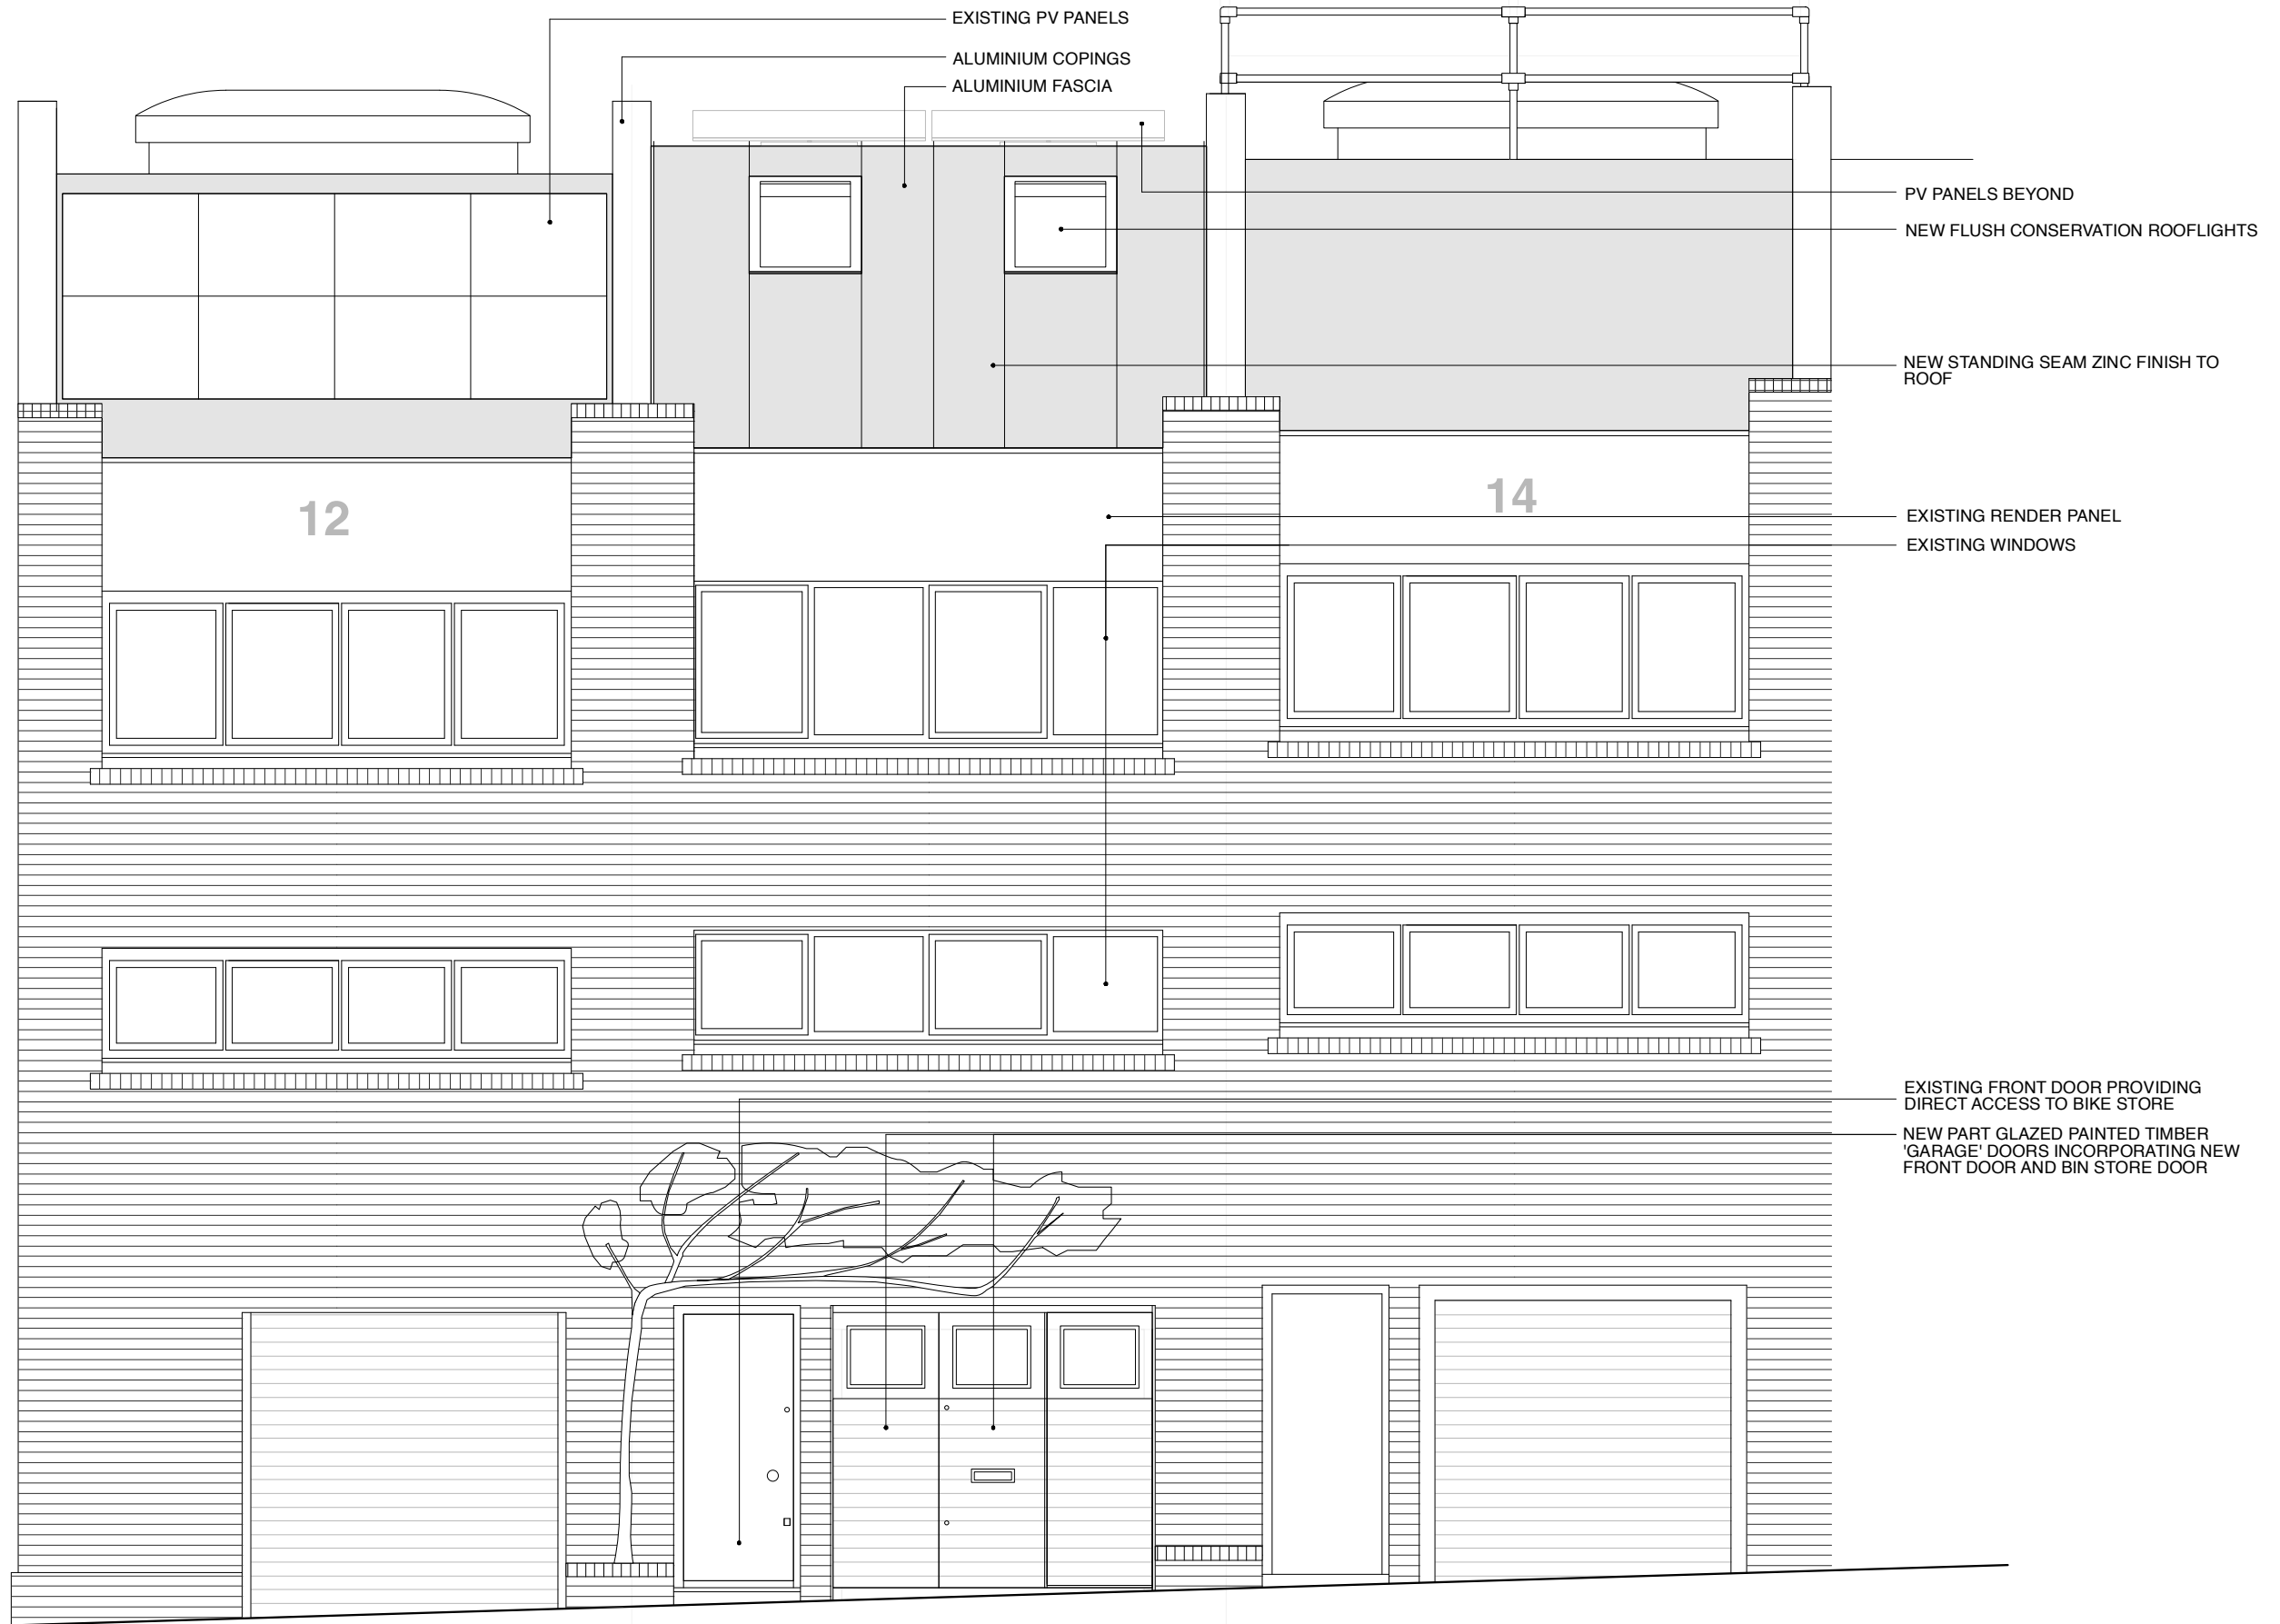 EXISTING PV PANELS
ALUMINIUM COPINGS
ALUMINIUM FASCIA
PV PANELS BEYOND
NEW FLUSH CONSERVATION ROOFLIGHTS
NEW STANDING SEAM ZINC FINISH TO
ROOF
12
14
EXISTING RENDER PANEL
EXISTING WINDOWS
EXISTING FRONT DOOR PROVIDING
DIRECT ACCESS TO BIKE STORE
NEW PART GLAZED PAINTED TIMBER
'GARAGE' DOORS INCORPORATING NEW
FRONT DOOR AND BIN STORE DOOR